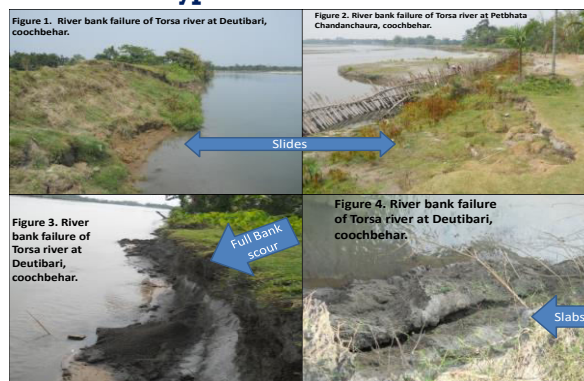 Figure 1. River bank failure of Torsa river at Deutibari,
coochbehar.
Figure 2. River bank failure of Torsa river at Petbhata
Chandanchaura, coochbehar.
Slides
Figure 3. River
bank failure of
Torsa river at
Deutibari,
coochbehar.
Full Bank
scour
Figure 4. River bank failure
of Torsa river at Deutibari,
coochbehar.
Slabs